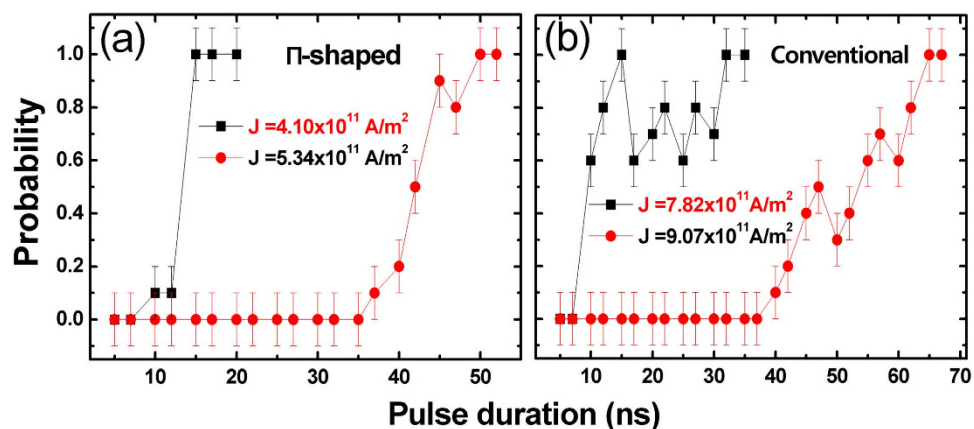 (a)
Π-shaped
J =4.10x10¹¹ A/m²
J =5.34x10¹¹ A/m²
(b)
Conventional
J =7.82x10¹¹A/m²
J =9.07x10¹¹A/m²
Probability
1.0
0.8
0.6
0.4
0.2
0.0
10 20 30 40 50
10 20 30 40 50 60 70
Pulse duration (ns)